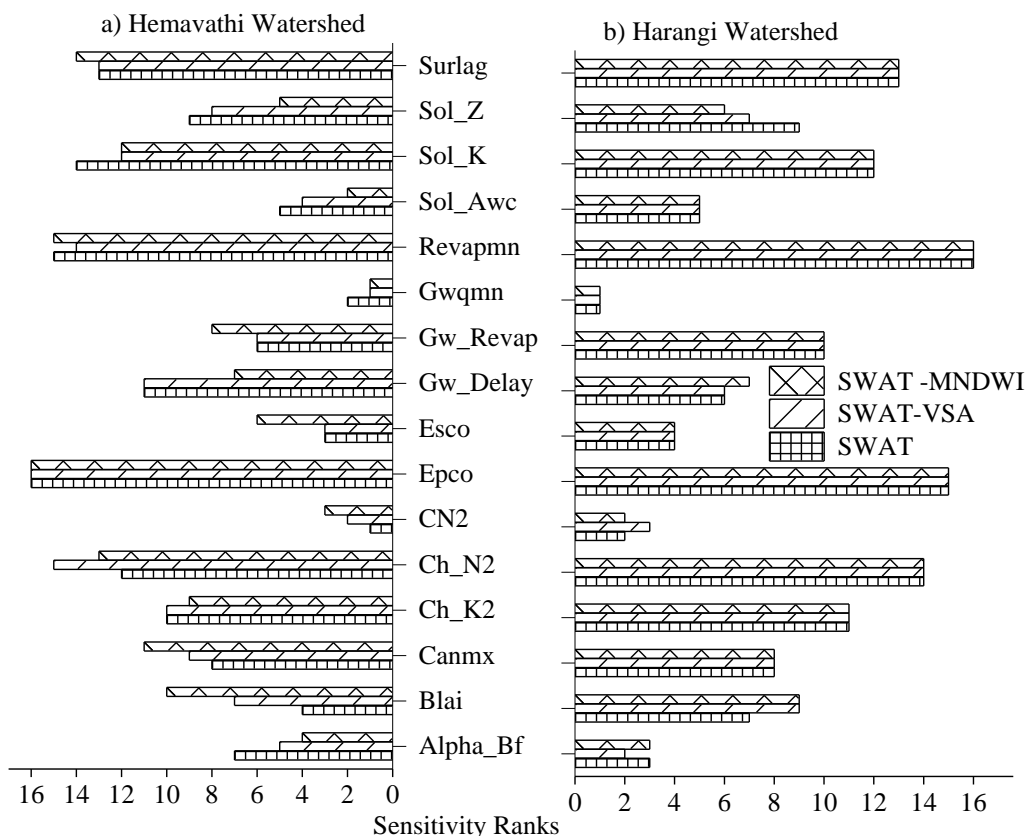 a) Hemavathi Watershed
b) Harangi Watershed
Surlag
Sol_Z
Sol_K
Sol_Awc
Revapmn
Gwqmn
Gw_Revap
Gw_Delay
Esco
Epco
CN2
Ch_N2
Ch_K2
Canmx
Blai
Alpha_Bf
SWAT -MNDWI
SWAT-VSA
SWAT
16 14 12 10 8 6 4 2 0
0 2 4 6 8 10 12 14 16
Sensitivity Ranks